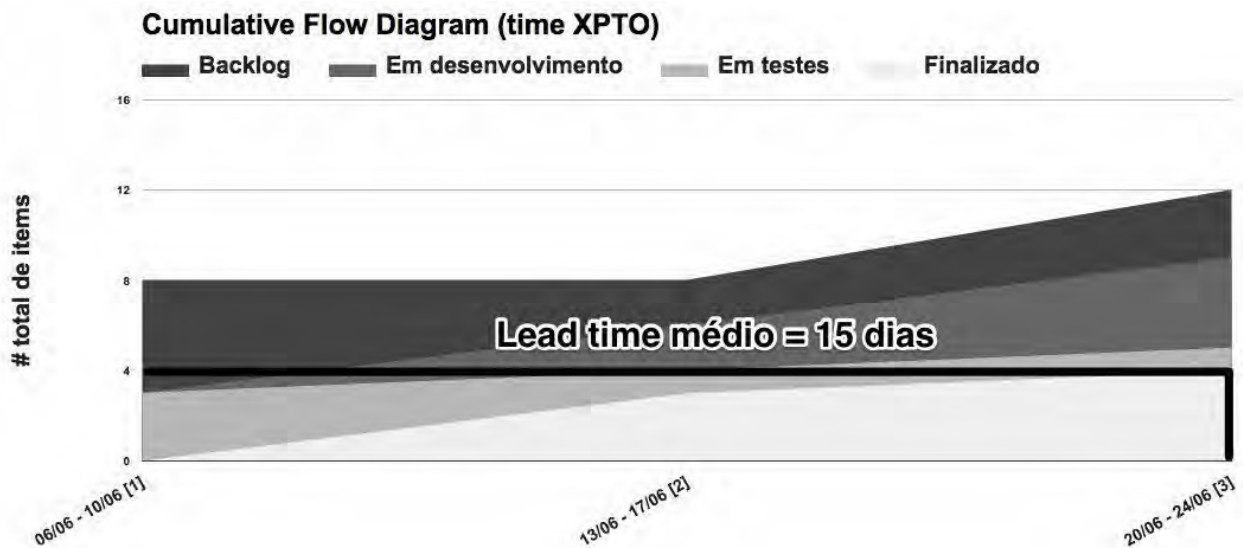 Cumulative Flow Diagram (time XPTO)
Backlog Em desenvolvimento Em testes Finalizado
16
12
# total de items
8
Lead time médio = 15 dias
4
0
06/06 - 10/06 [1]
13/06 - 17/06 [2]
20/06 - 24/06 [3]